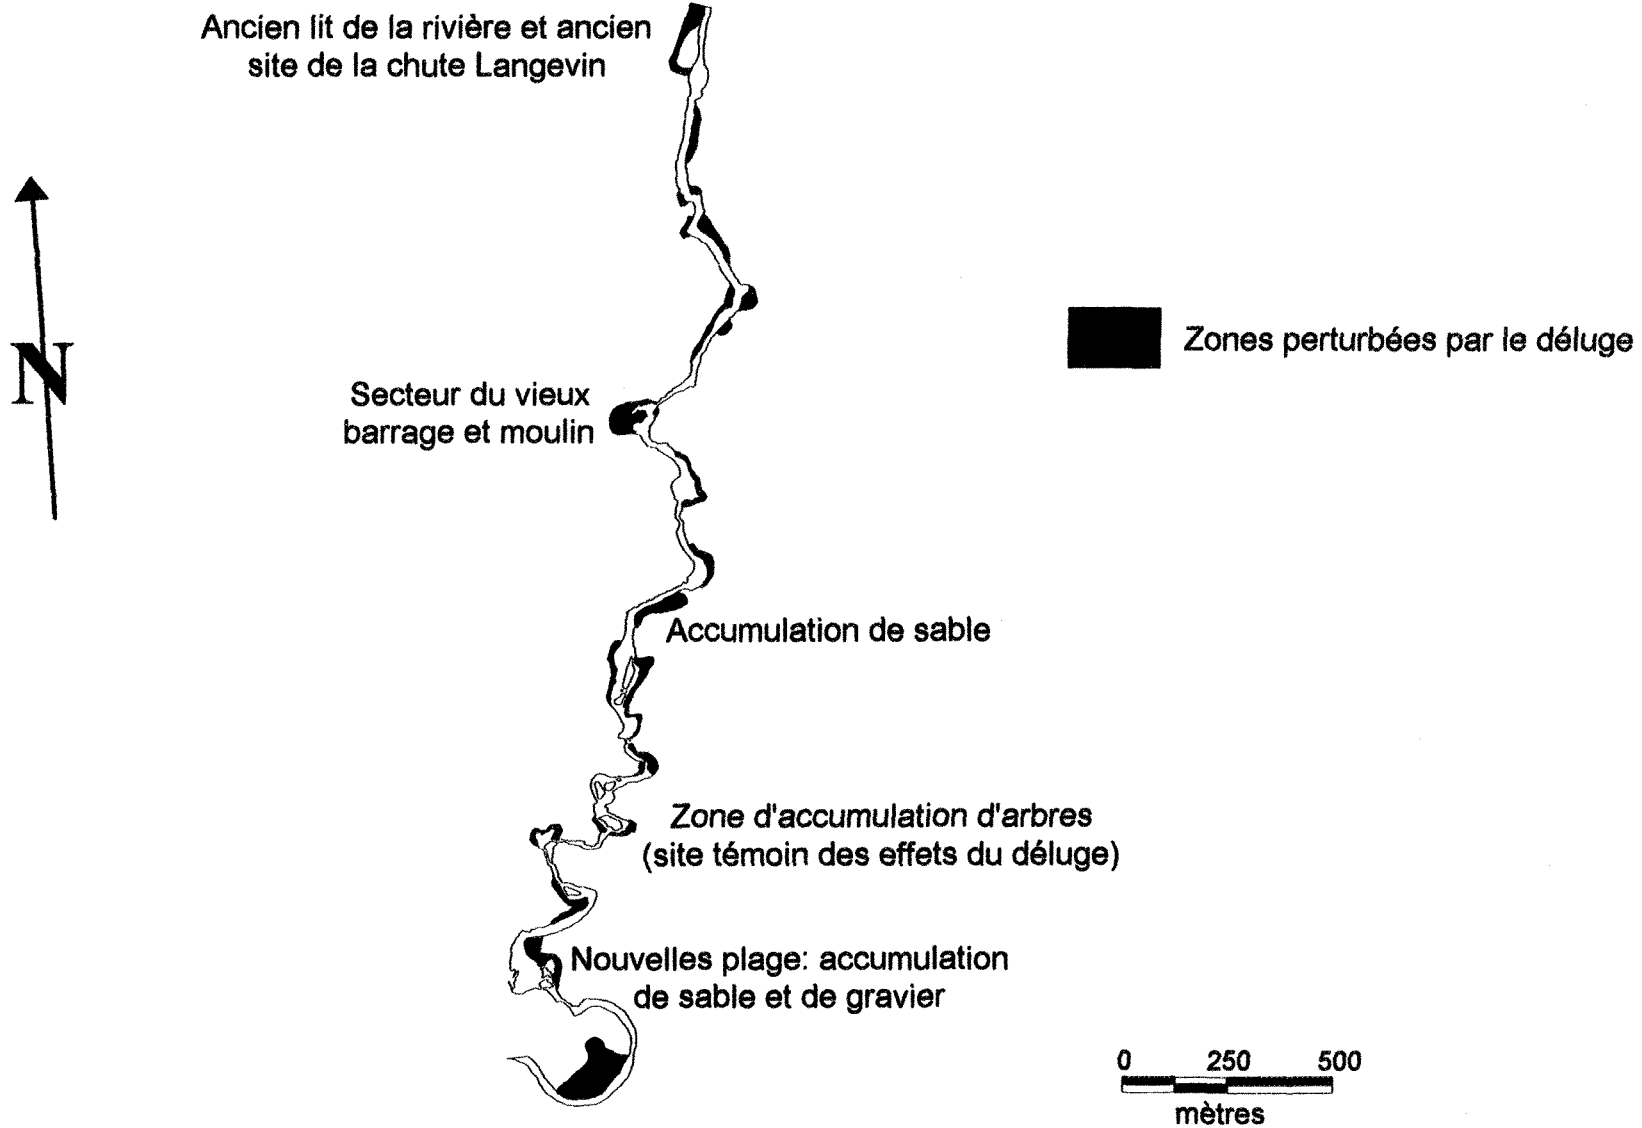 Ancien lit de la rivière et ancien
site de la chute Langevin
N
Zones perturbées par le déluge
Secteur du vieux
barrage et moulin
Accumulation de sable
Zone d'accumulation d'arbres
(site témoin des effets du déluge)
Nouvelles plage: accumulation
de sable et de gravier
0 250 500
mètres